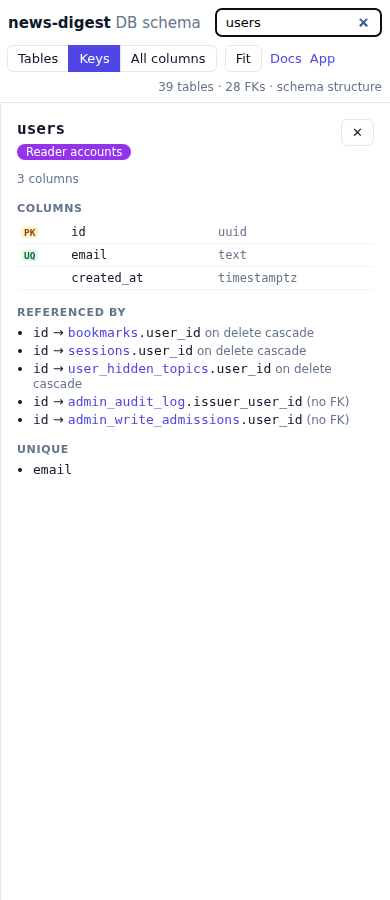 news-digest DB schema users ×
Tables Keys All columns Fit Docs App
39 tables · 28 FKs · schema structure
users ✕
Reader accounts
3 columns
COLUMNS
PK id uuid
UQ email text
created_at timestamptz
REFERENCED BY
• id → bookmarks.user_id on delete cascade
• id → sessions.user_id on delete cascade
• id → user_hidden_topics.user_id on delete
cascade
• id → admin_audit_log.issuer_user_id (no FK)
• id → admin_write_admissions.user_id (no FK)
UNIQUE
• email